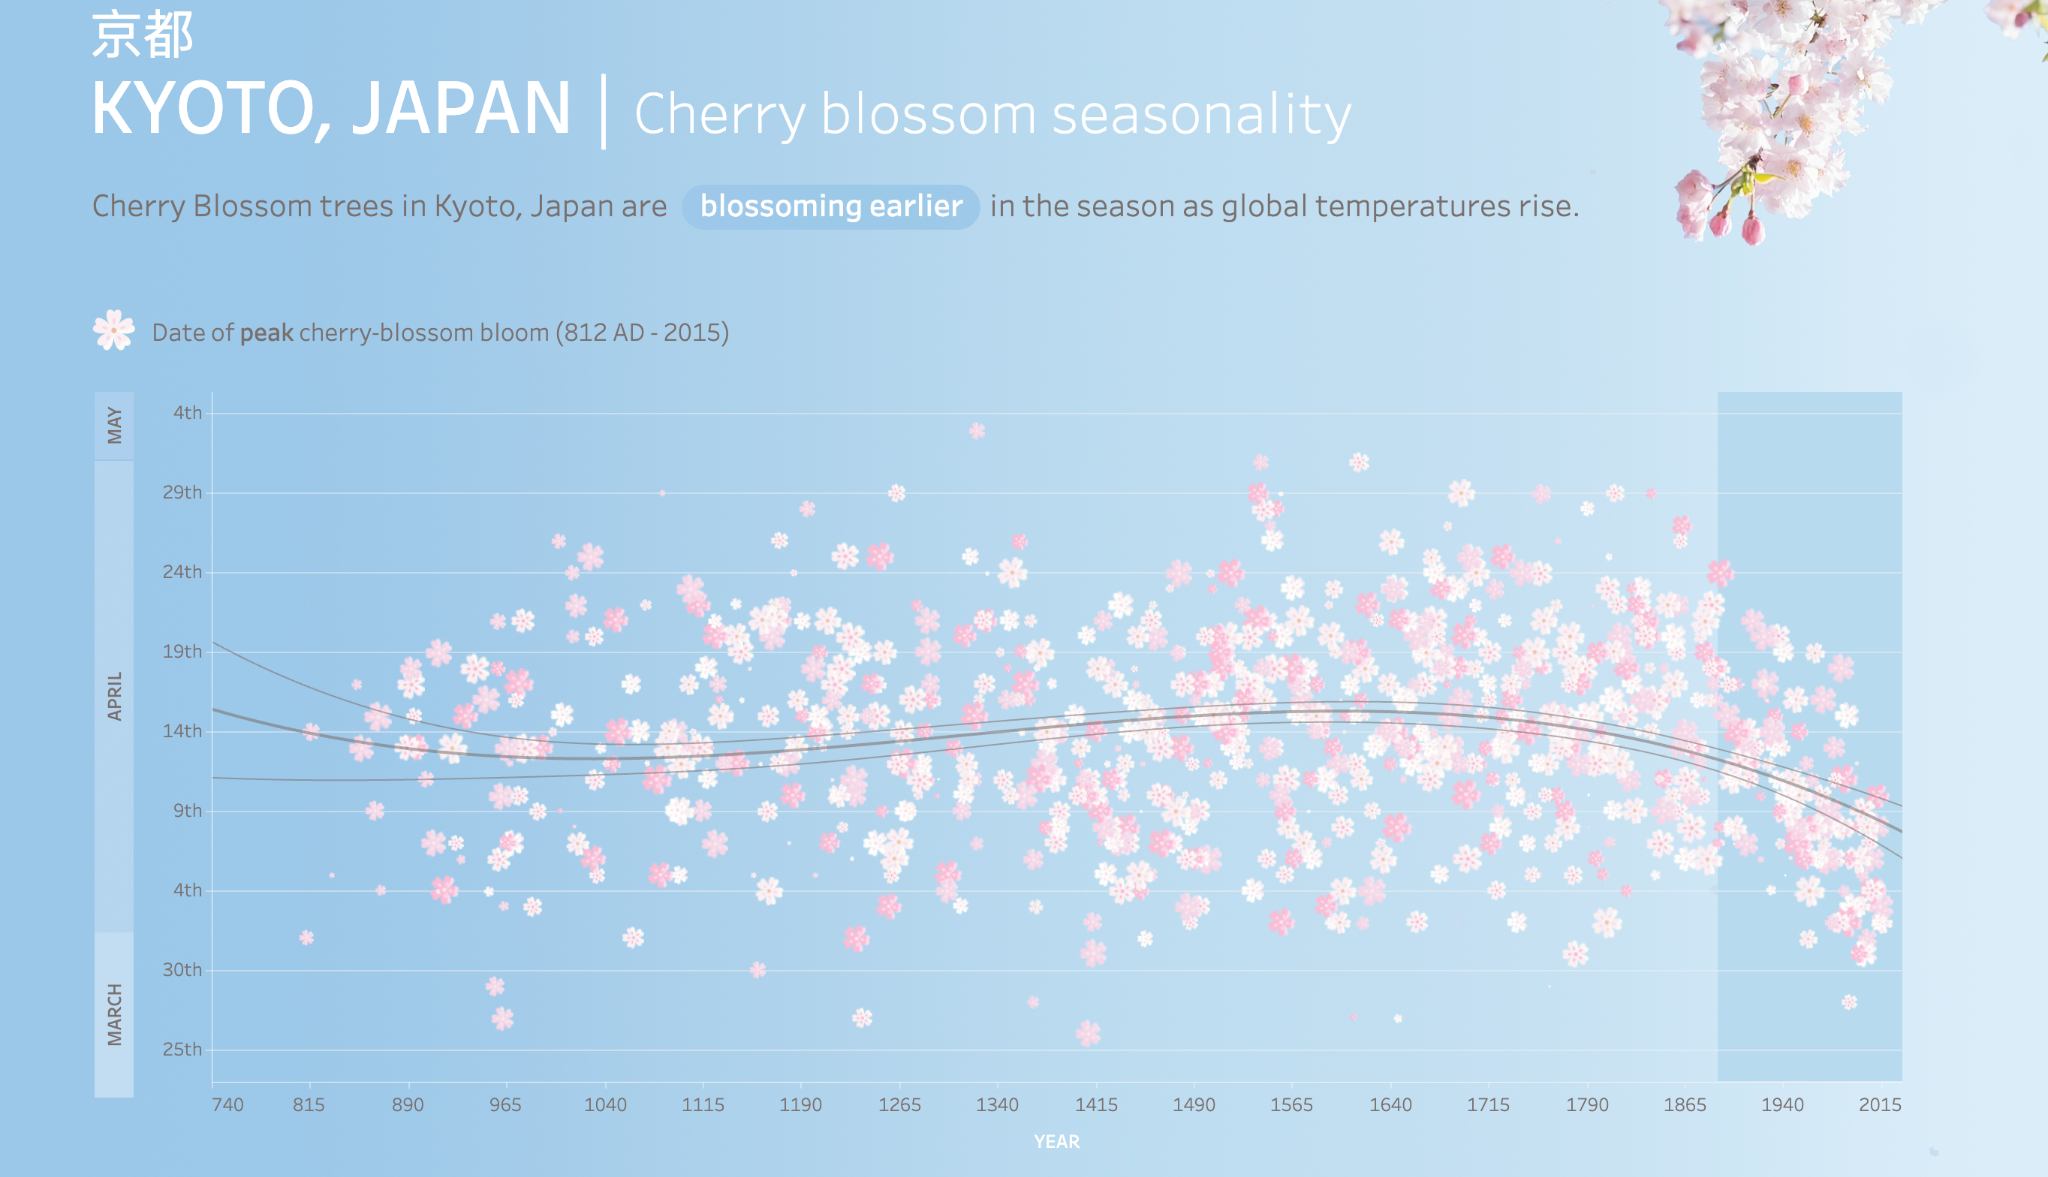 京都
KYOTO, JAPAN | Cherry blossom seasonality
Cherry Blossom trees in Kyoto, Japan are blossoming earlier in the season as global temperatures rise.
Date of peak cherry-blossom bloom (812 AD - 2015)
MAY
4th
29th
24th
19th
APRIL
14th
9th
4th
MARCH
30th
25th
740 815 890 965 1040 1115 1190 1265 1340 1415 1490 1565 1640 1715 1790 1865 1940 2015
YEAR